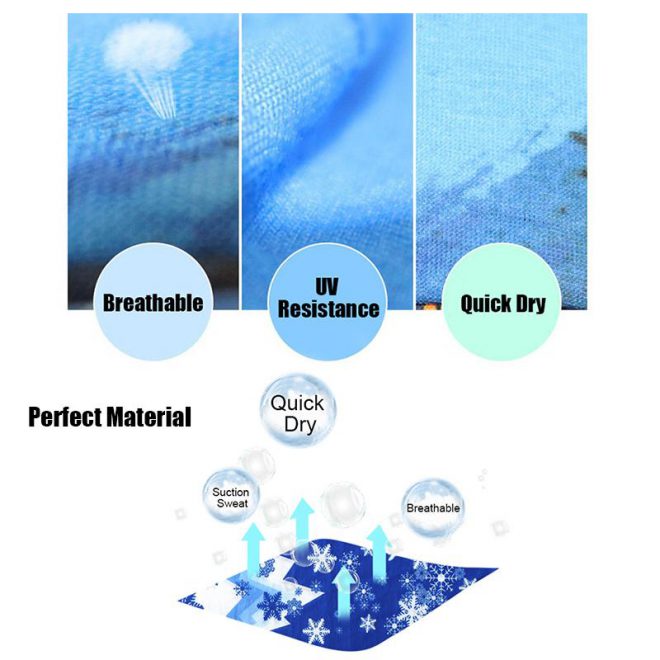 Breathable
UV
Resistance
Quick Dry
Perfect Material
Quick
Dry
Suction
Sweat
Breathable